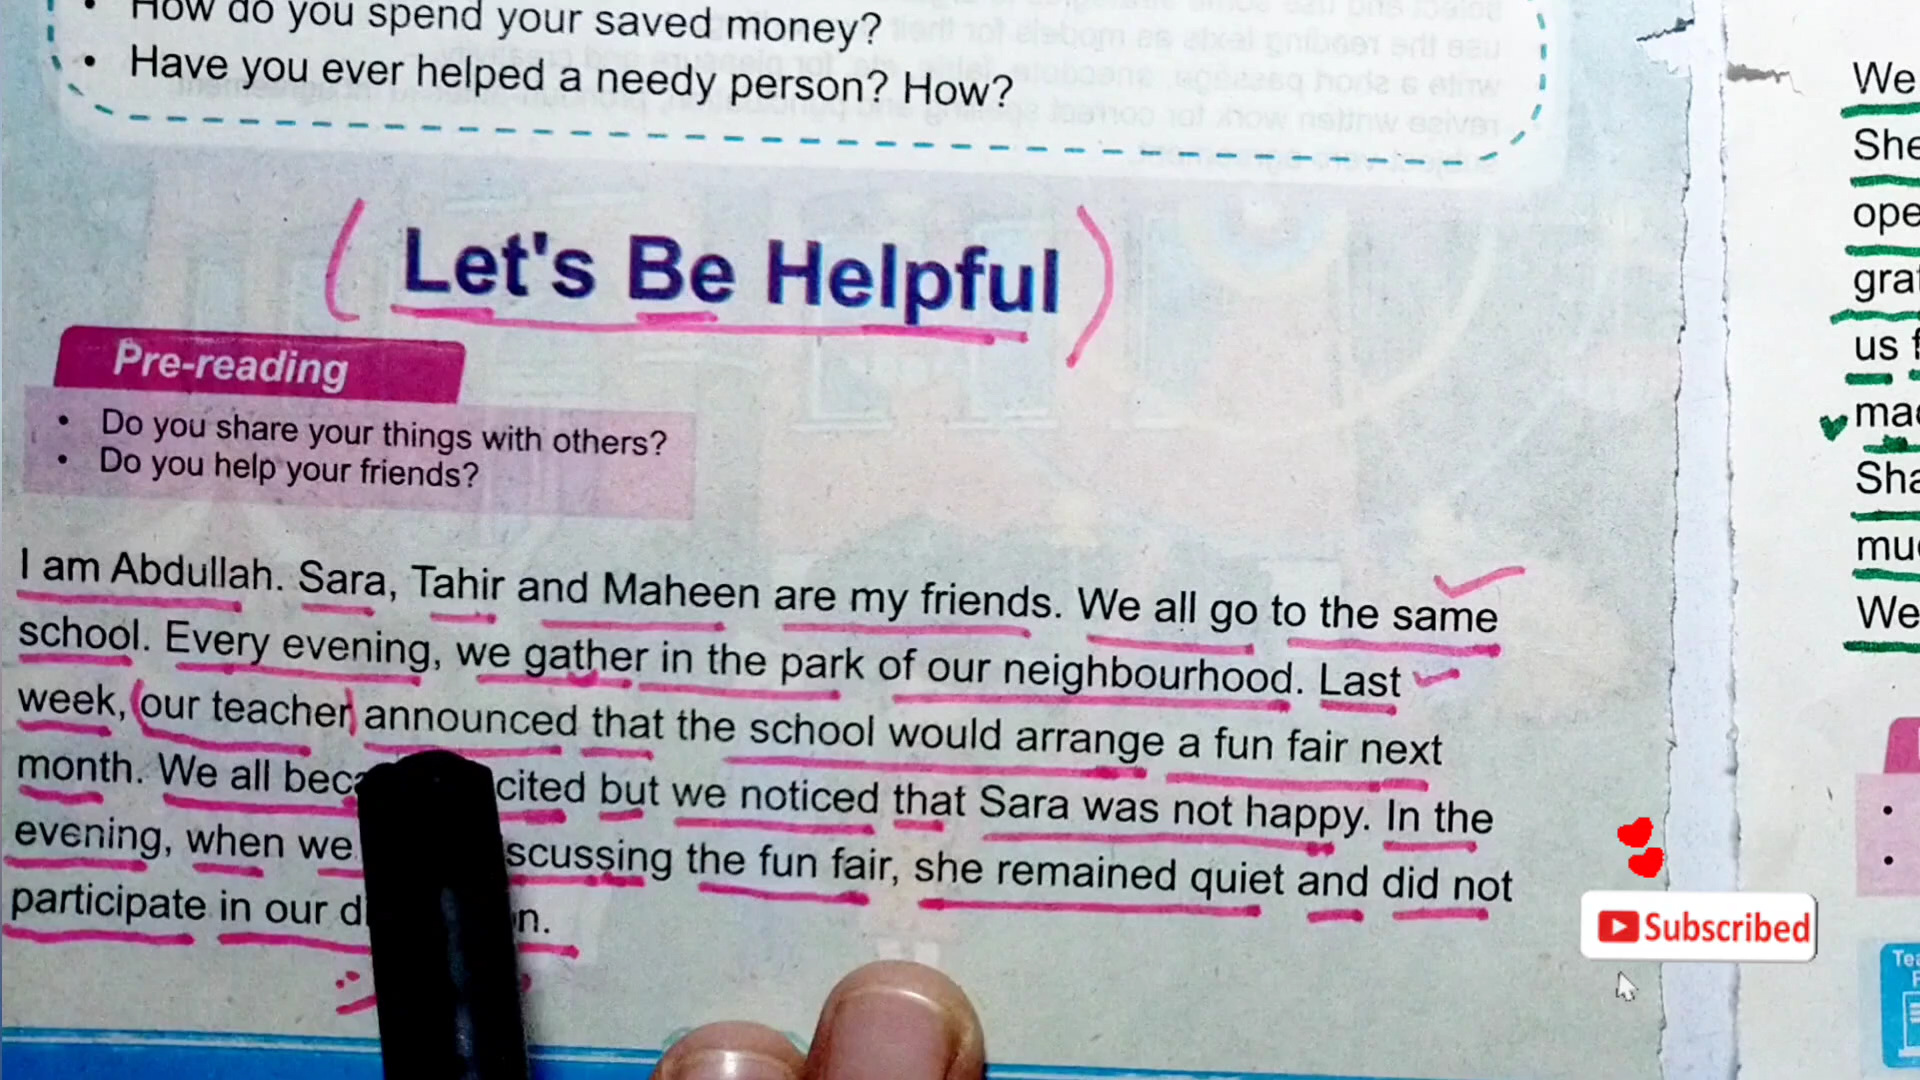 How do you spend your saved money?
• Have you ever helped a needy person? How?
Let's Be Helpful
Pre-reading
• Do you share your things with others?
• Do you help your friends?
I am Abdullah. Sara, Tahir and Maheen are my friends. We all go to the same
school. Every evening, we gather in the park of our neighbourhood. Last
week, our teacher announced that the school would arrange a fun fair next
month. We all but we noticed that Sara was not happy. In the
evening, when we the fun fair, she remained quiet and did not
participate in our
We
She
us
We
Subscribed